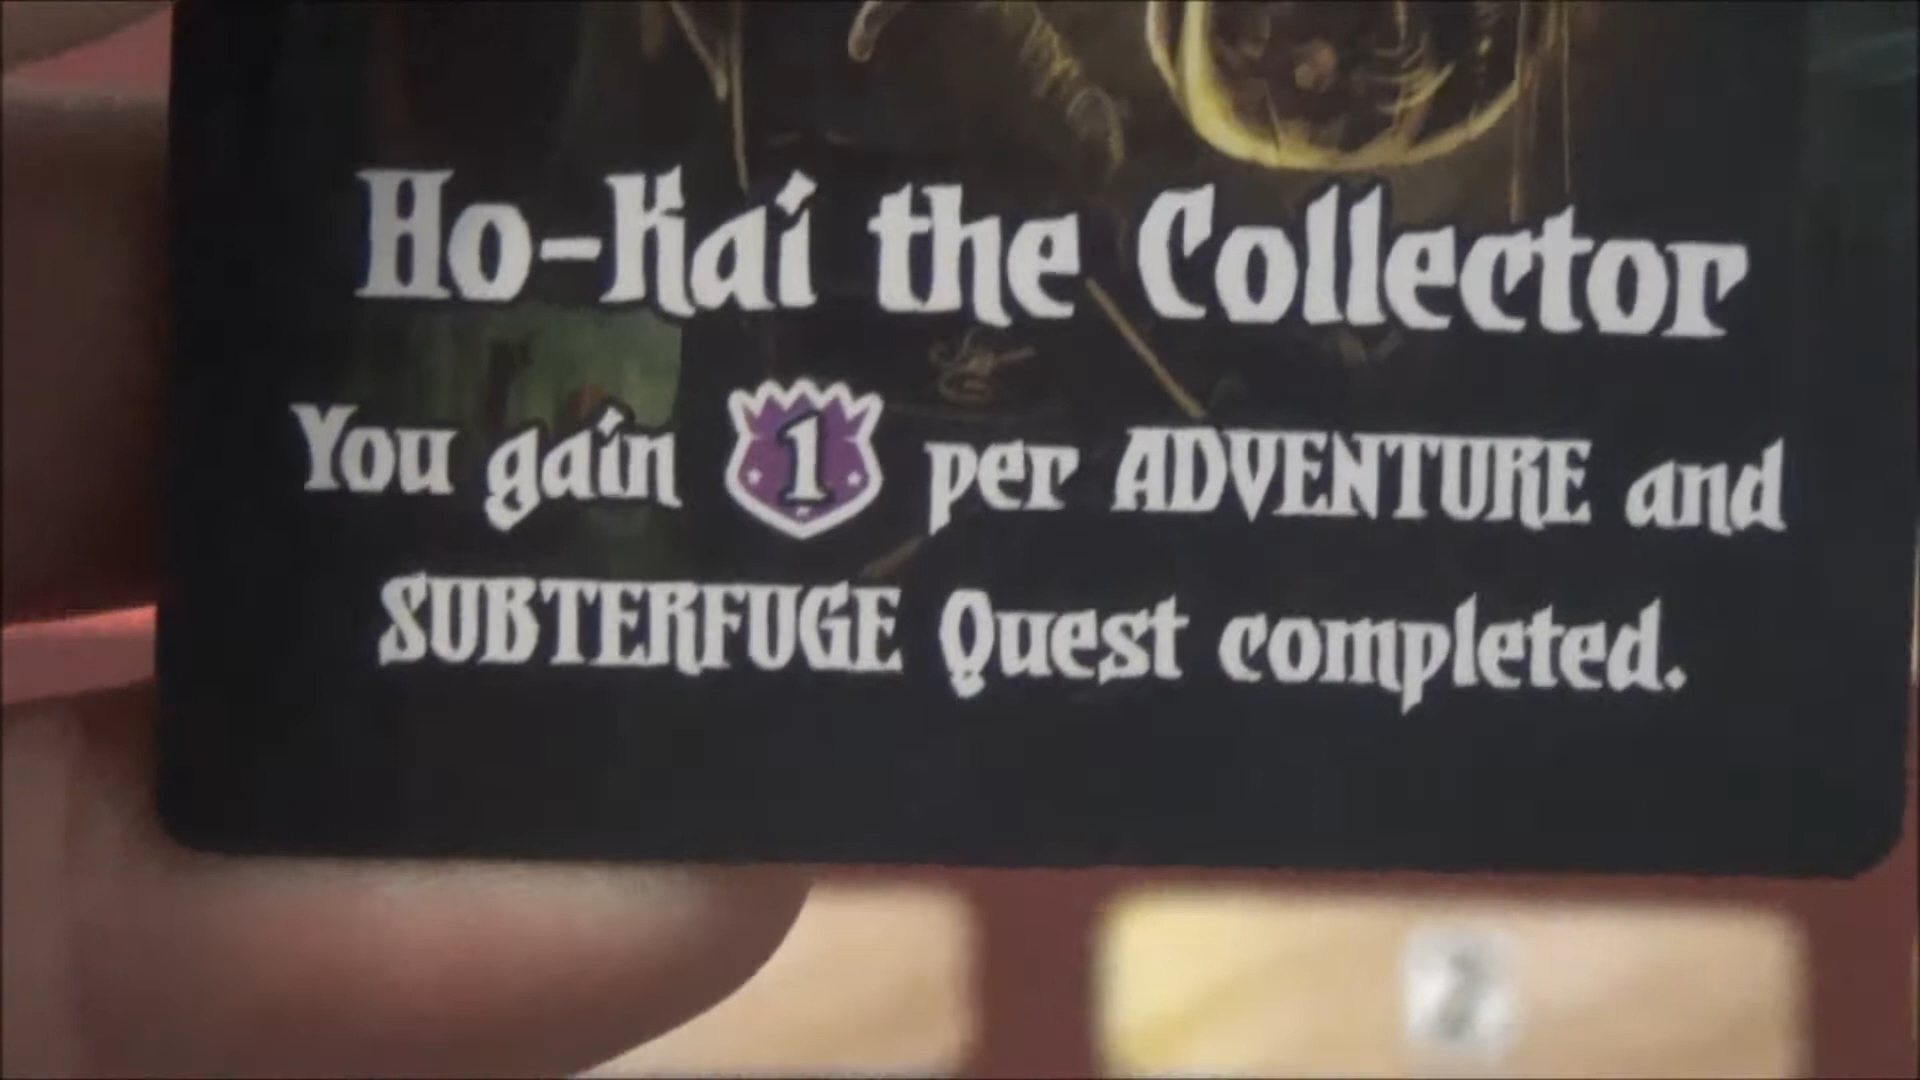 Ho-Kai the Collector
You gain 1 per ADVENTURE and
SUBTERFUGE Quest completed.